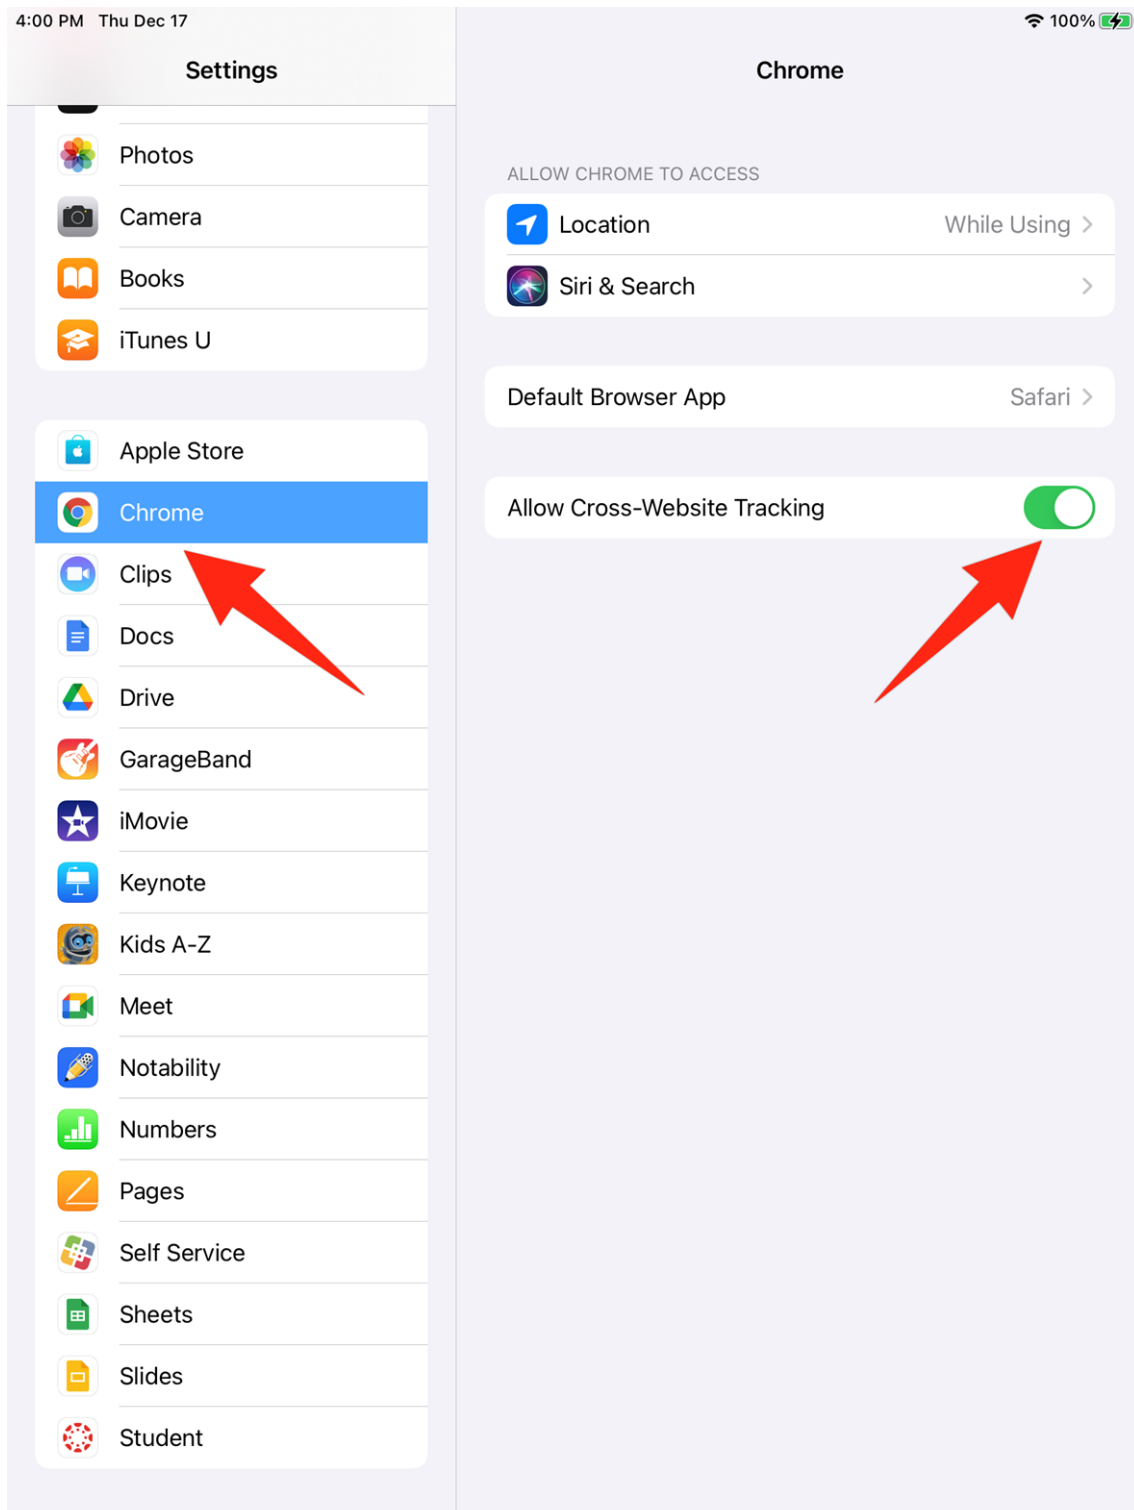 4:00 PM Thu Dec 17
100%
Settings
Photos
Camera
Books
iTunes U
Apple Store
Chrome
Clips
Docs
Drive
GarageBand
iMovie
Keynote
Kids A-Z
Meet
Notability
Numbers
Pages
Self Service
Sheets
Slides
Student
Chrome
ALLOW CHROME TO ACCESS
Location While Using
Siri & Search
Default Browser App Safari
Allow Cross-Website Tracking